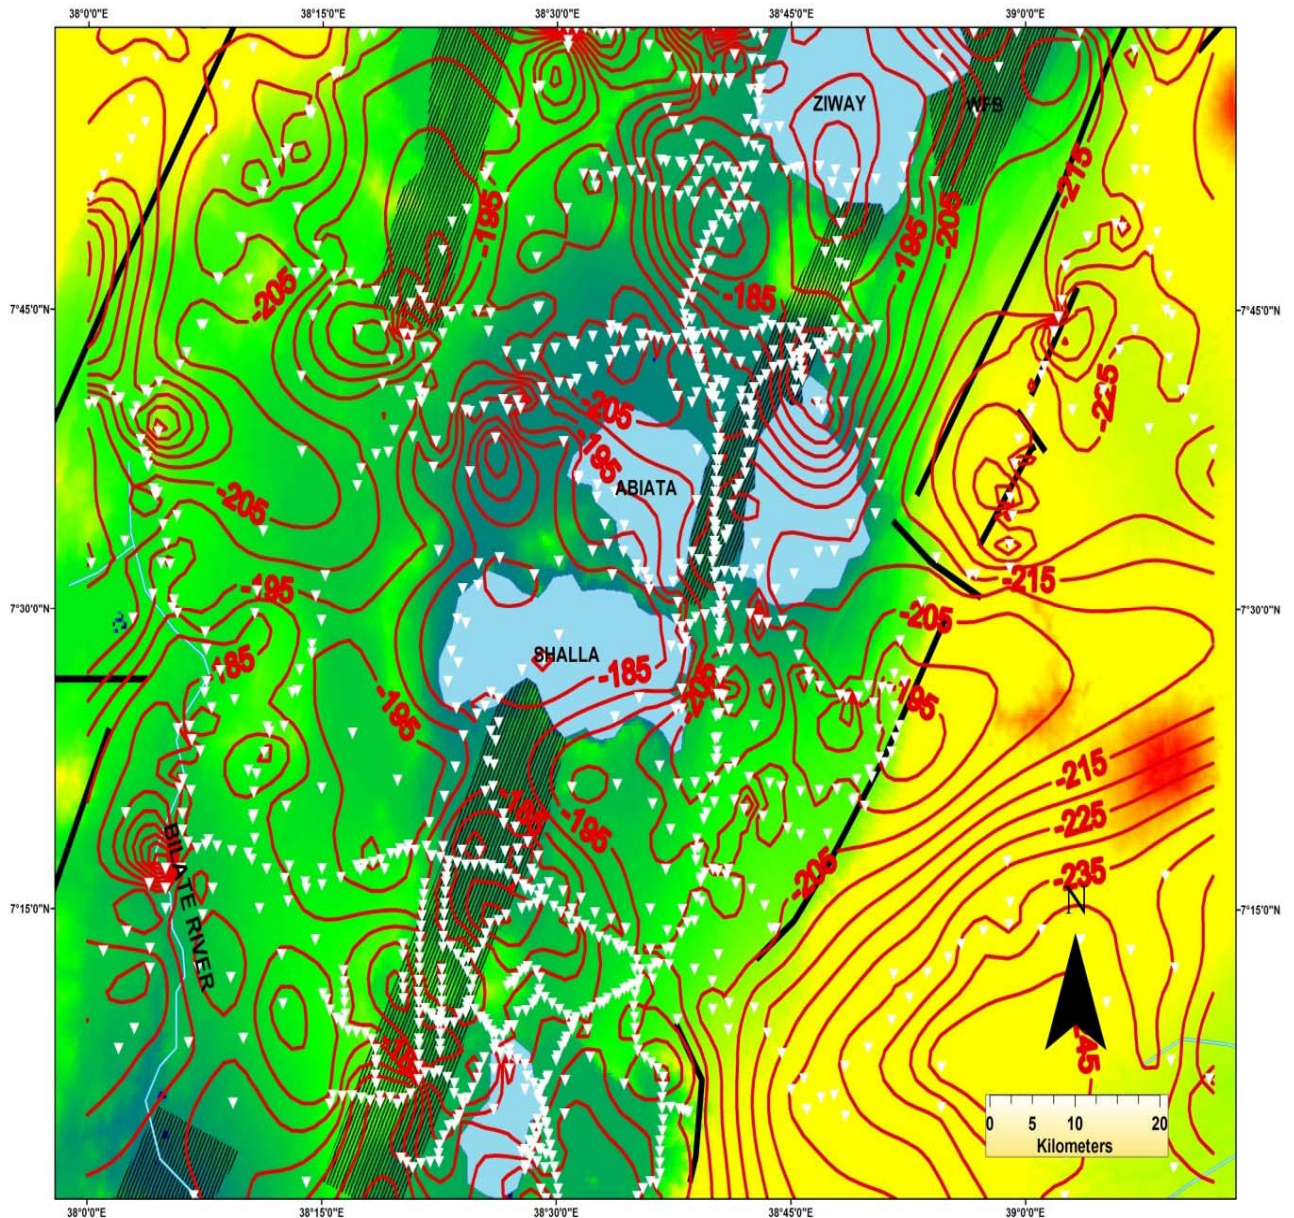 38°0'0"E 38°15'0"E 38°30'0"E 38°45'0"E 39°0'0"E
ZIWAY WFB
-215
-195 -195 -205
-205 -185
7°45'0"N 7°45'0"N
-225
-205
-195
ABIATA
-205
-195 -215
7°30'0"N -205 7°30'0"N
SHALLA
-185 -185
-195 -205 -195
-215
-185 -195 -225
-205 -235
N
7°15'0"N 7°15'0"N
BILATE RIVER
0 5 10 20
Kilometers
38°0'0"E 38°15'0"E 38°30'0"E 38°45'0"E 39°0'0"E